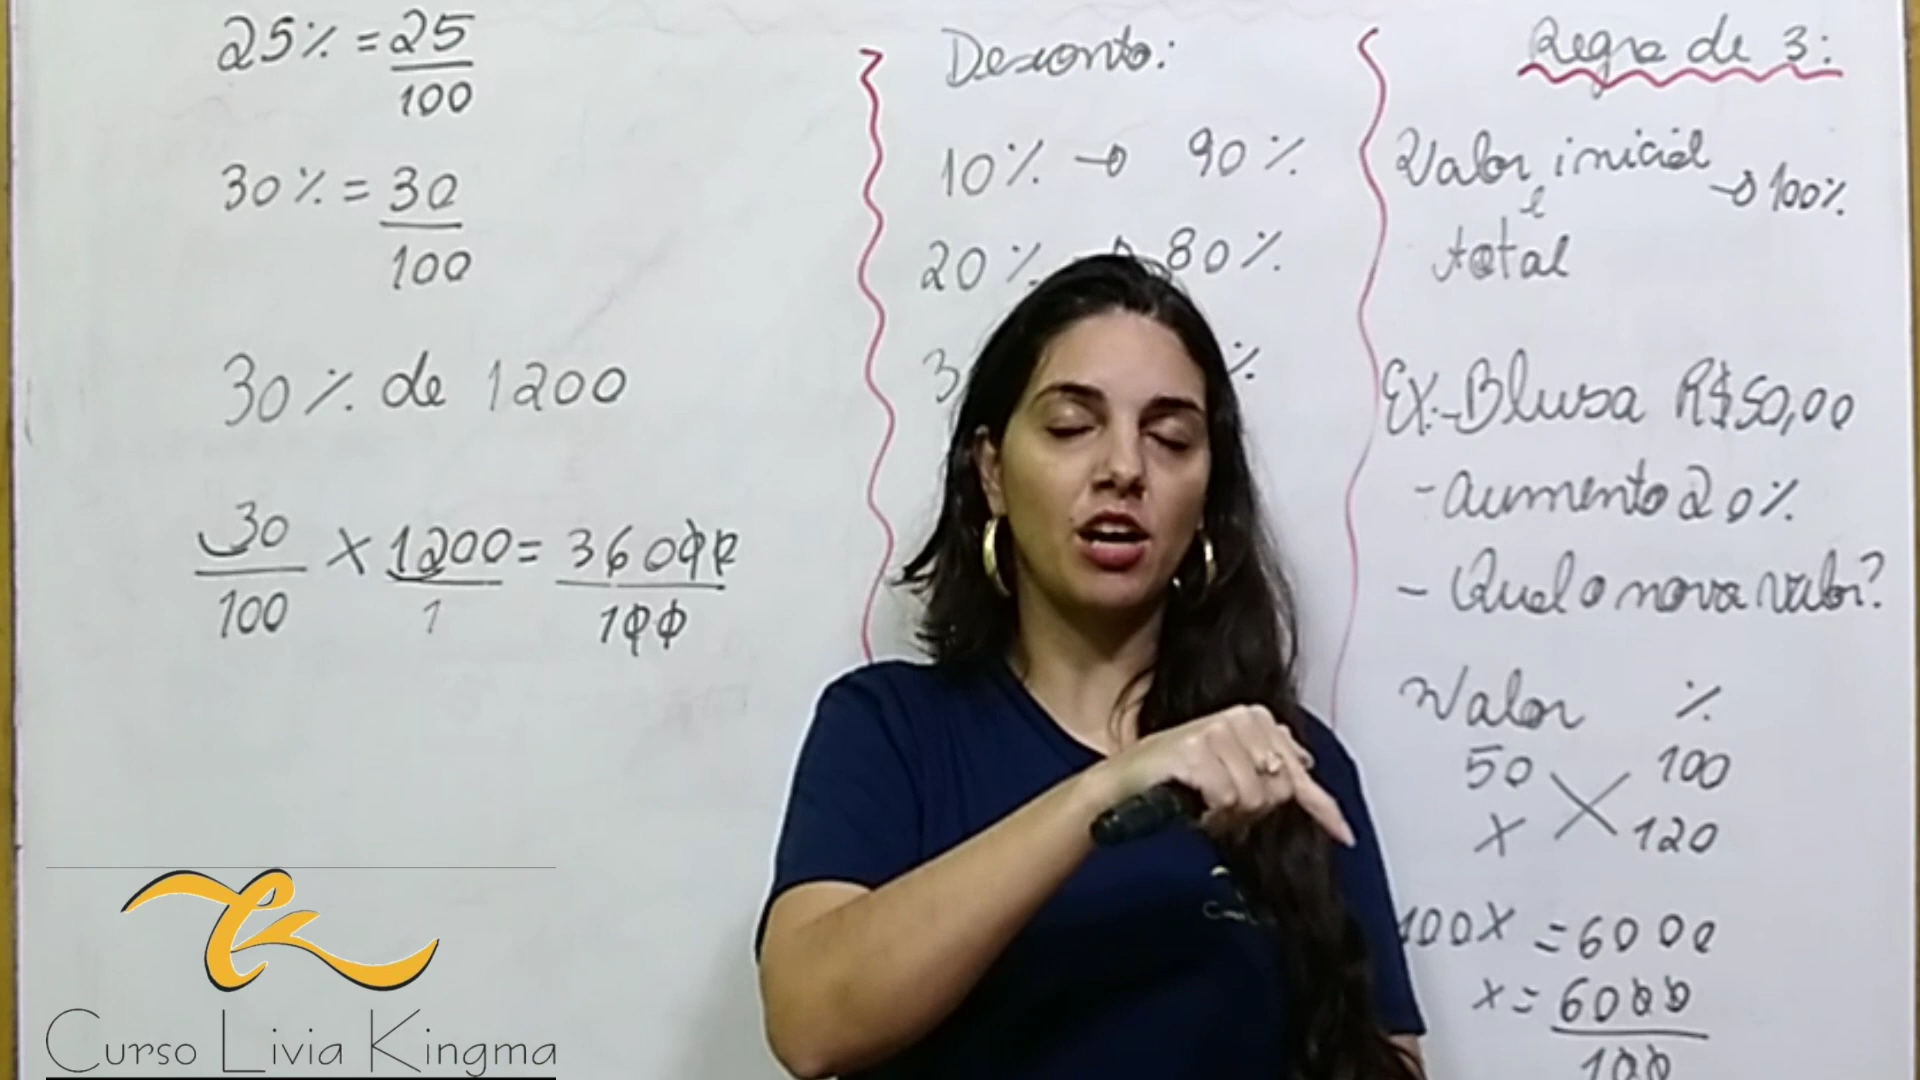 25% = 25
100
30% = 30
100
30% de 1200
30 x 1200 = 36000
100 1 100
Desconto:
10% → 90%
20% → 80%
3 %
Regra de 3:
Valor inicial → 100%
e
total
Ex:- Blusa R$50,00
- aumento 20%
- Qual o novo valor?
Valor %
50 100
x 120
100x = 6000
x = 6000
100
Curso Livia Kingma